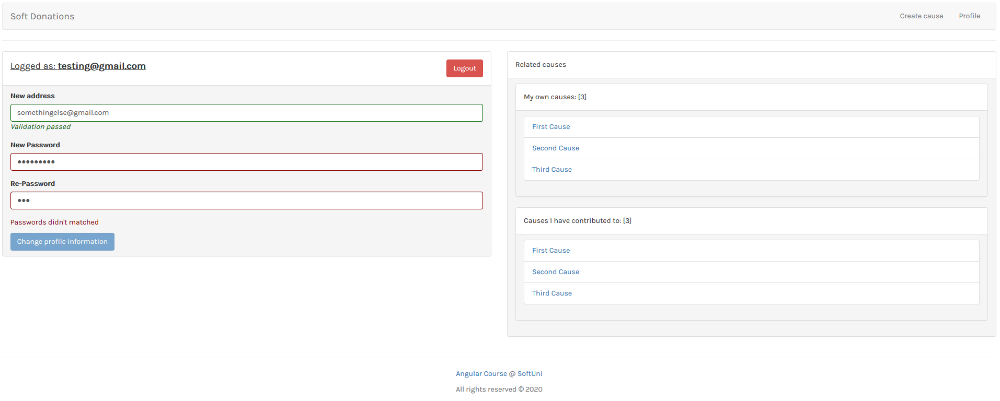 Soft Donations
Create cause
Profile
Logged as: testing@gmail.com
Logout
New address
somethingelse@gmail.com
Validation passed
New Password
•••••••••
Re-Password
•••
Passwords didn't matched
Change profile information
Related causes
My own causes: [3]
First Cause
Second Cause
Third Cause
Causes I have contributed to: [3]
First Cause
Second Cause
Third Cause
Angular Course @ SoftUni
All rights reserved © 2020